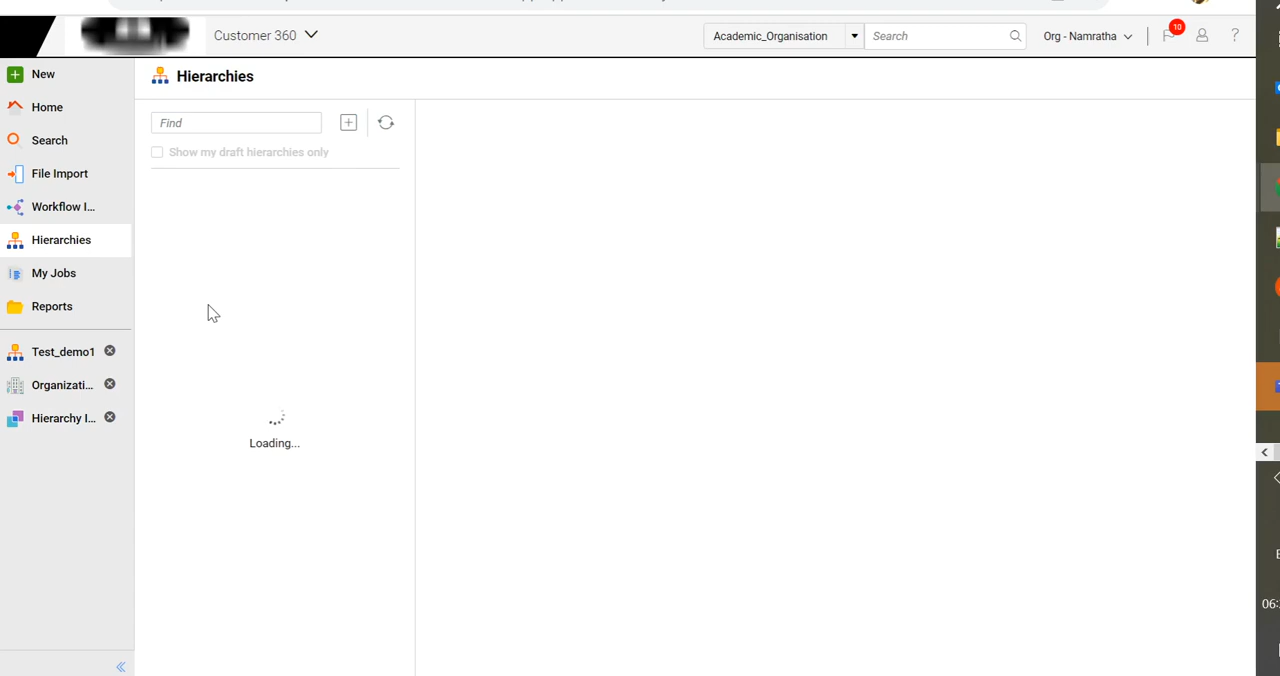 Customer 360
Academic_Organisation
Search
Org - Namratha
10
?
New
Home
Search
File Import
Workflow I...
Hierarchies
My Jobs
Reports
Test_demo1
Organizati...
Hierarchy I...
Hierarchies
Find
Show my draft hierarchies only
Loading...